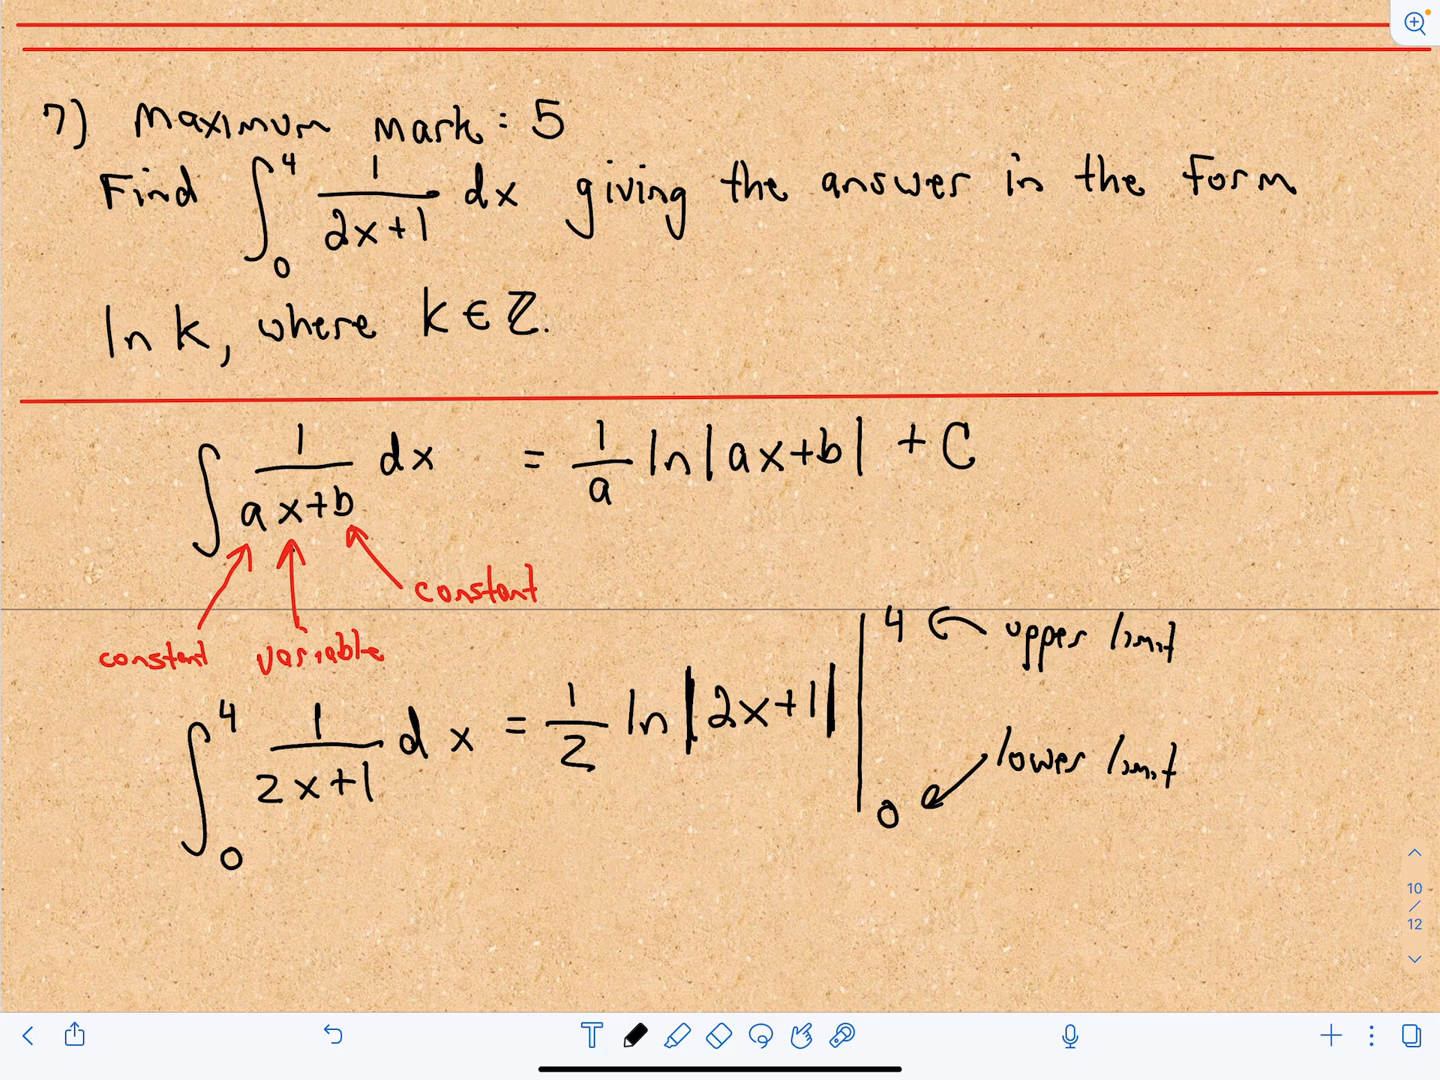 7) Maximum mark: 5
Find ∫₀⁴ 1/(2x+1) dx giving the answer in the form
ln k, where k ∈ ℤ.
∫ 1/(ax+b) dx = 1/a ln|ax+b| + C
constant
constant variable
4 upper limit
∫₀⁴ 1/(2x+1) dx = 1/2 ln|2x+1|
0 lower limit
10
/
12
T